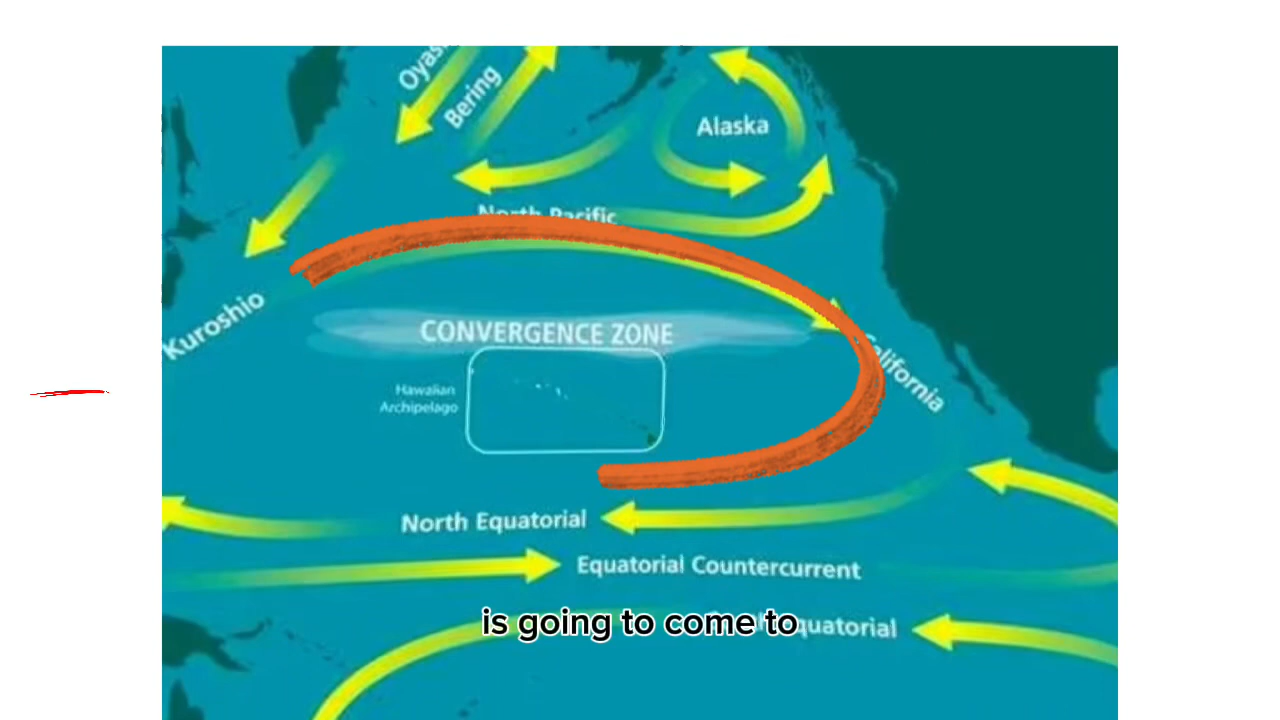 Bering
Alaska
North Pacific
Kuroshio
CONVERGENCE ZONE
California
Hawaiian
Archipelago
North Equatorial
Equatorial Countercurrent
Equatorial
is going to come to